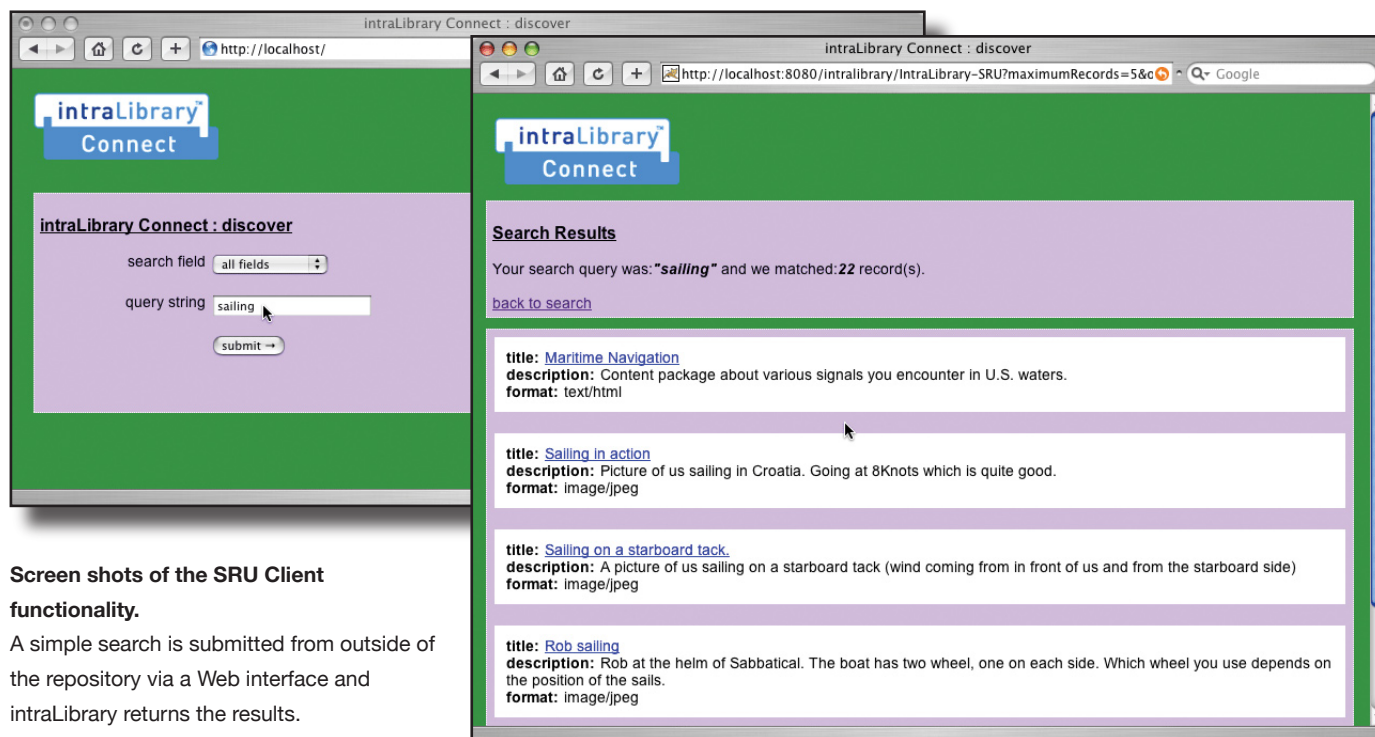 intraLibrary Connect : discover
http://localhost/
intraLibrary™
Connect
intraLibrary Connect : discover
search field all fields
query string sailing
submit →
intraLibrary Connect : discover
http://localhost:8080/intralibrary/IntraLibrary-SRU?maximumRecords=5&o
Google
intraLibrary™
Connect
Search Results
Your search query was:"sailing" and we matched:22 record(s).
back to search
title: Maritime Navigation
description: Content package about various signals you encounter in U.S. waters.
format: text/html
title: Sailing in action
description: Picture of us sailing in Croatia. Going at 8Knots which is quite good.
format: image/jpeg
title: Sailing on a starboard tack.
description: A picture of us sailing on a starboard tack (wind coming from in front of us and from the starboard side)
format: image/jpeg
title: Rob sailing
description: Rob at the helm of Sabbatical. The boat has two wheel, one on each side. Which wheel you use depends on
the position of the sails.
format: image/jpeg
Screen shots of the SRU Client
functionality.
A simple search is submitted from outside of
the repository via a Web interface and
intraLibrary returns the results.